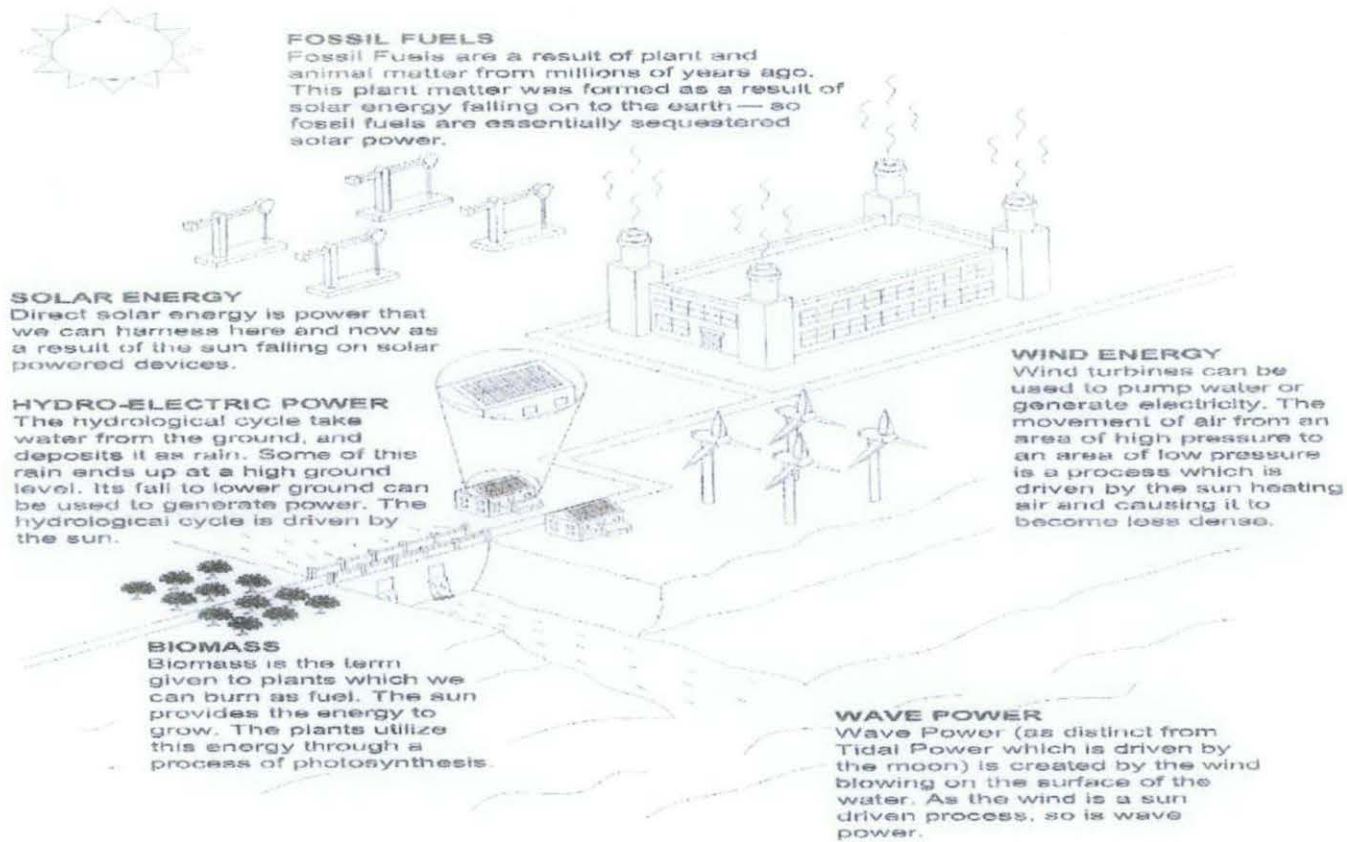 FOSSIL FUELS
Fossil Fuels are a result of plant and
animal matter from millions of years ago.
This plant matter was formed as a result of
solar energy falling on to the earth — so
fossil fuels are essentially sequestered
solar power.
SOLAR ENERGY
Direct solar energy is power that
we can harness here and now as
a result of the sun falling on solar
powered devices.
HYDRO-ELECTRIC POWER
The hydrological cycle take
water from the ground, and
deposits it as rain. Some of this
rain ends up at a high ground
level. Its fall to lower ground can
be used to generate power. The
hydrological cycle is driven by
the sun.
WIND ENERGY
Wind turbines can be
used to pump water or
generate electricity. The
movement of air from an
area of high pressure to
an area of low pressure
is a process which is
driven by the sun heating
air and causing it to
become less dense.
BIOMASS
Biomass is the term
given to plants which we
can burn as fuel. The sun
provides the energy to
grow. The plants utilize
this energy through a
process of photosynthesis.
WAVE POWER
Wave Power (as distinct from
Tidal Power which is driven by
the moon) is created by the wind
blowing on the surface of the
water. As the wind is a sun
driven process, so is wave
power.